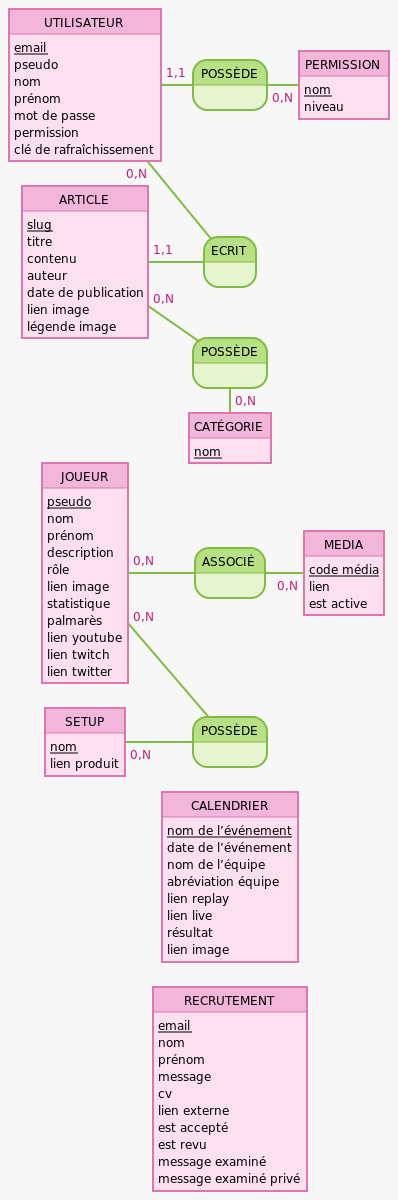 UTILISATEUR
email
pseudo
nom
prénom
mot de passe
permission
clé de rafraîchissement
1,1
POSSÈDE
0,N
PERMISSION
nom
niveau
0,N
ARTICLE
slug
titre
contenu
auteur
date de publication
lien image
légende image
1,1
ECRIT
0,N
POSSÈDE
0,N
CATÉGORIE
nom
JOUEUR
pseudo
nom
prénom
description
rôle
lien image
statistique
palmarès
lien youtube
lien twitch
lien twitter
0,N
ASSOCIÉ
0,N
MEDIA
code média
lien
est active
0,N
SETUP
nom
lien produit
0,N
POSSÈDE
CALENDRIER
nom de l’événement
date de l’événement
nom de l’équipe
abréviation équipe
lien replay
lien live
résultat
lien image
RECRUTEMENT
email
nom
prénom
message
cv
lien externe
est accepté
est revu
message examiné
message examiné privé